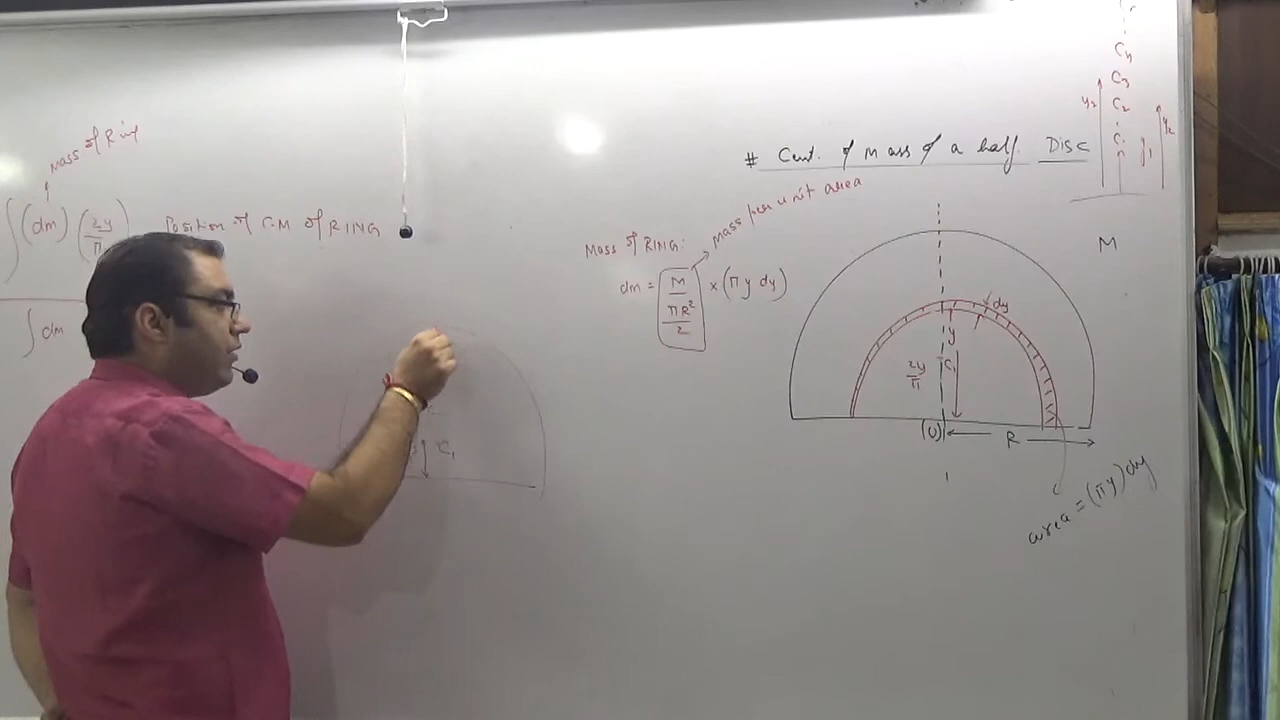 # Cent. of Mass of a half Disc
Mass of Ring
∫(dm)(2y/π)
∫dm
Position of C.M of RING
Mass of RING:
mass per unit area
dm = M/(πR²/2) × (πy dy)
M
dy
y
C₁
2y/π
(0)
R
area = (πy) dy
C₁
C₄
C₃
C₂
C₁
y₃
y₁
y₂